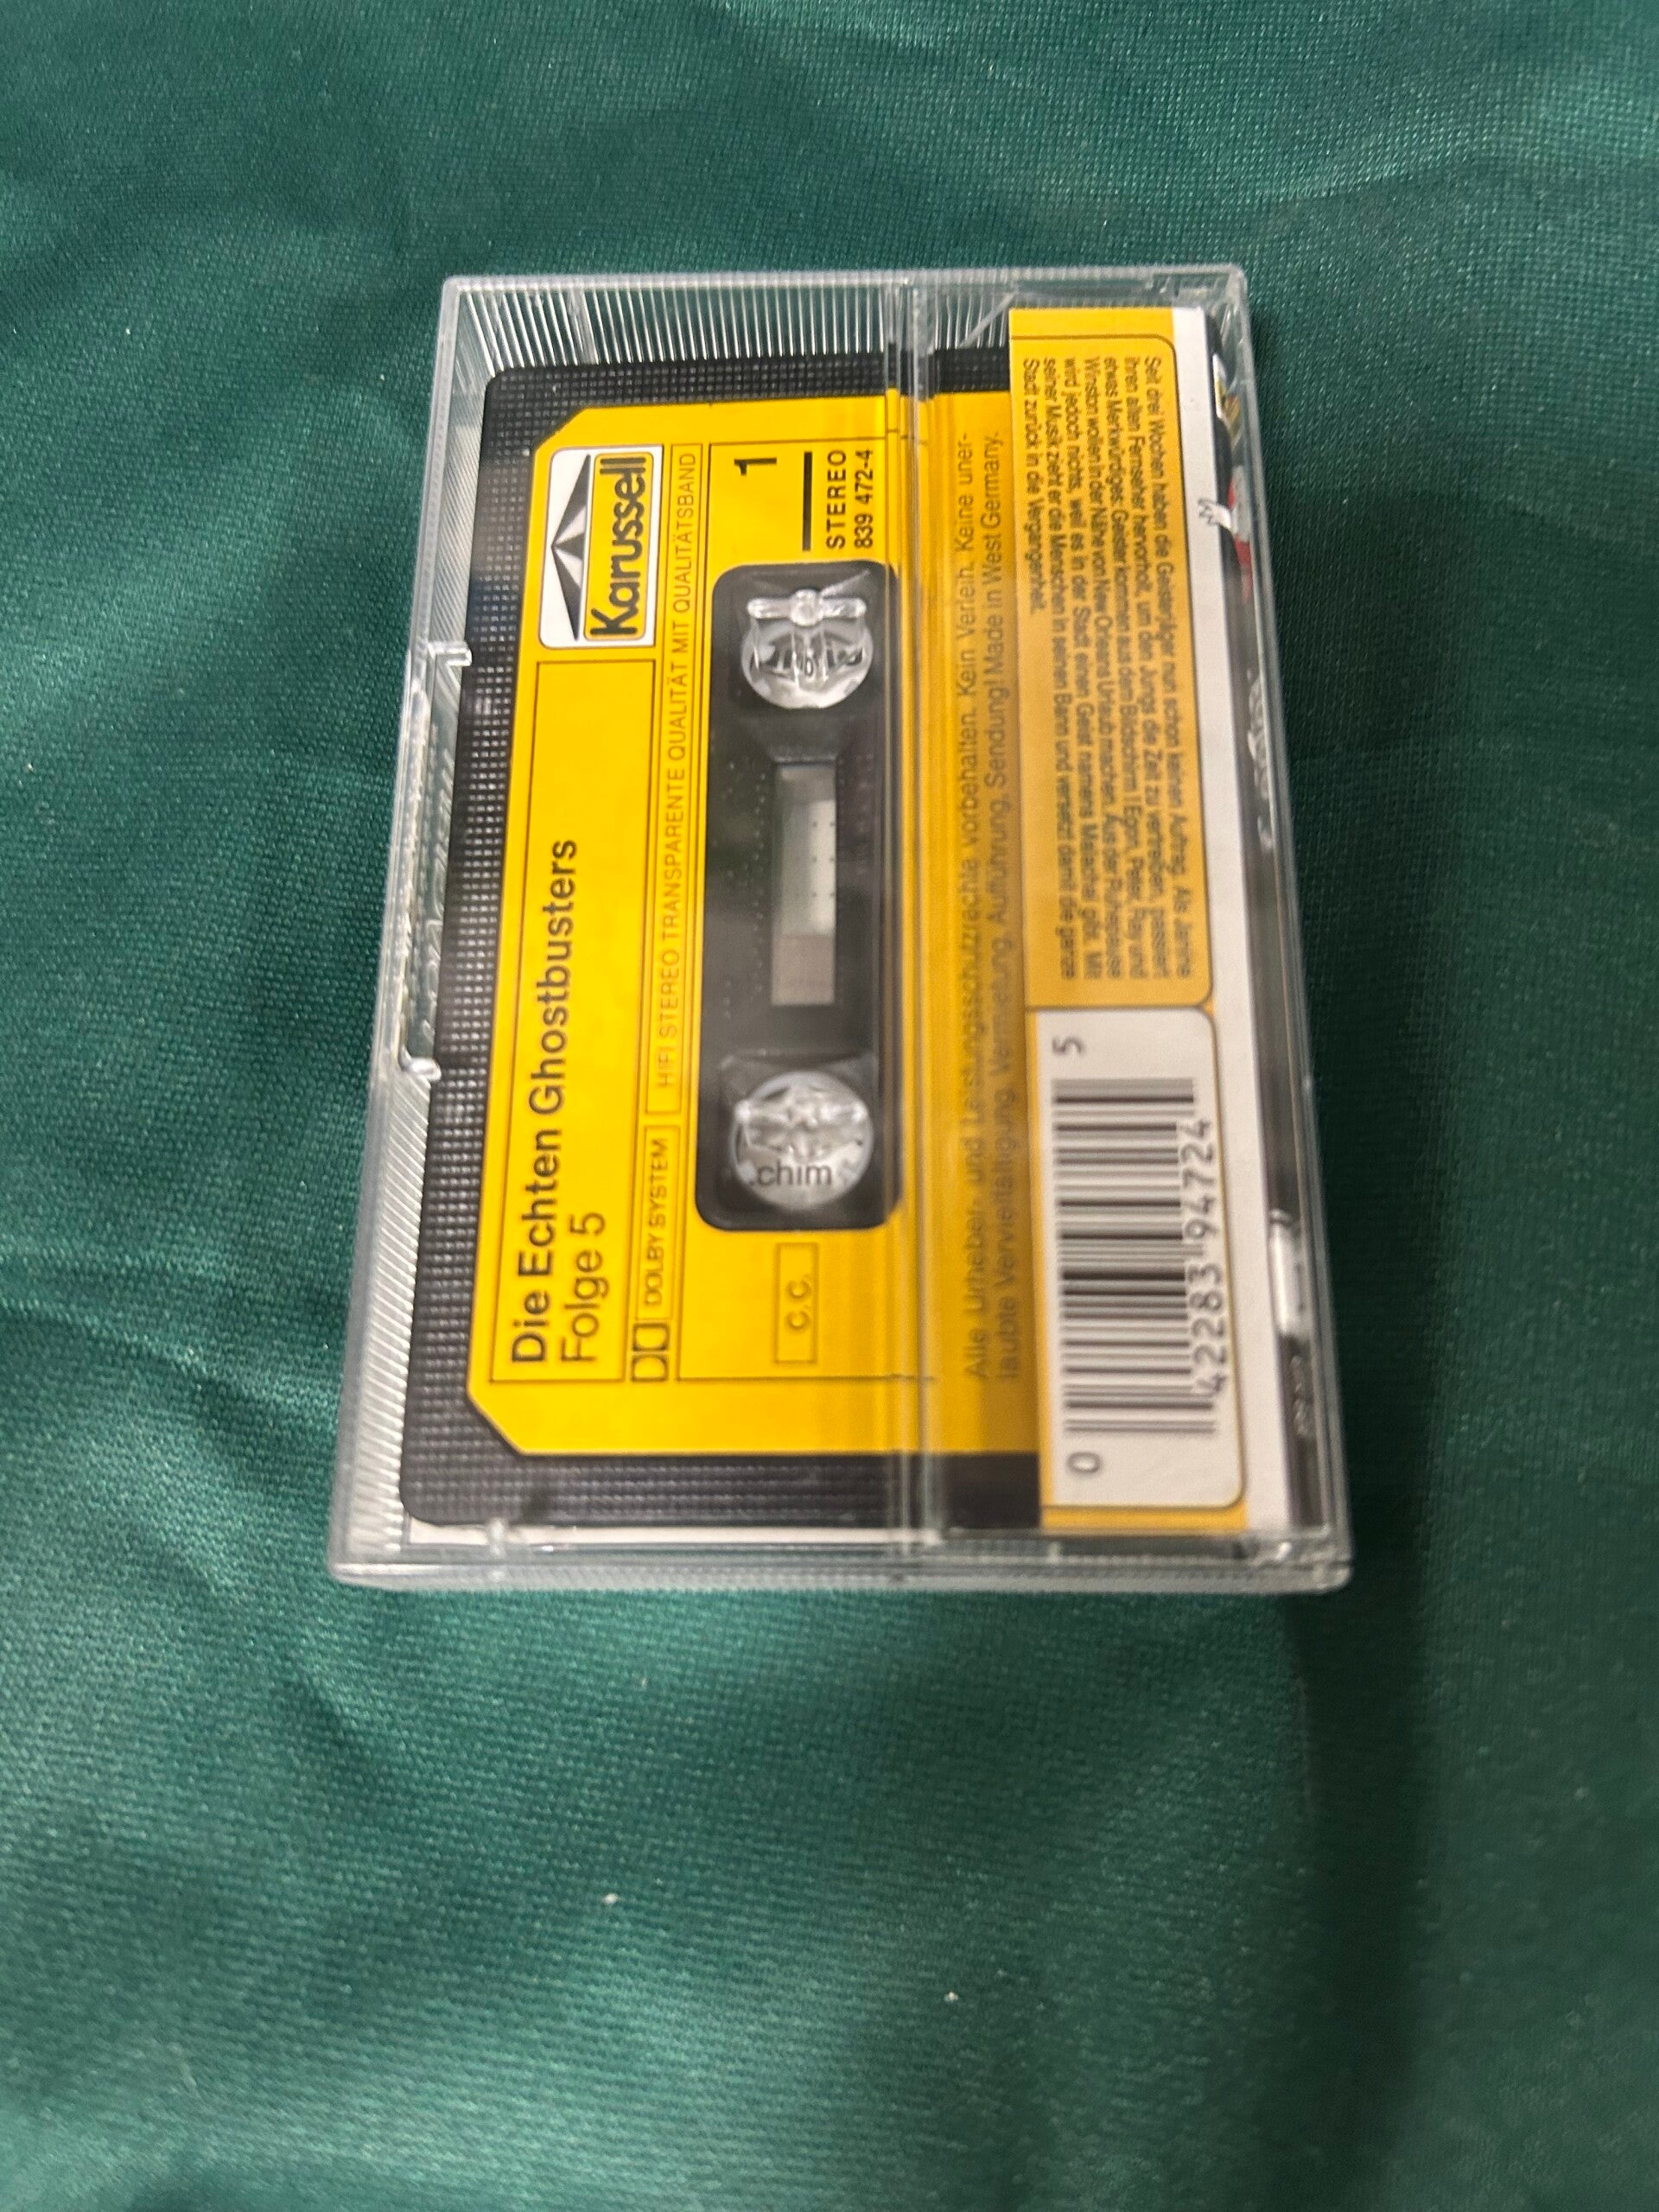 Die Echten Ghostbusters
Folge 5
Karussell
DOLBY SYSTEM
HIFI STEREO TRANSPARENTE QUALITÄT MIT QUALITÄTSBAND
1
STEREO
839 472-4
C.C.
chim
Alle Urheber- und Leistungsschutzrechte vorbehalten. Kein Verleih. Keine uner-
laubte Vervielfältigung, Vermietung, Aufführung, Sendung! Made in West Germany.
Seit drei Wochen haben die Geisterjäger nun schon keinen Auftrag. Als Janine
ihren alten Fernseher hervorholt, um den Jungs die Zeit zu vertreiben, passiert
etwas Merkwürdiges: Geister kommen aus dem Bildschirm! Egon, Peter, Ray und
Winston wollen in der Nähe von New Orleans Urlaub machen. Aus der Ruhepause
wird jedoch nichts, weil es in der Stadt einen Geist namens Malachai gibt. Mit
seiner Musik zieht er die Menschen in seinen Bann und versetzt damit die ganze
Stadt zurück in die Vergangenheit.
0
42283 94724
5